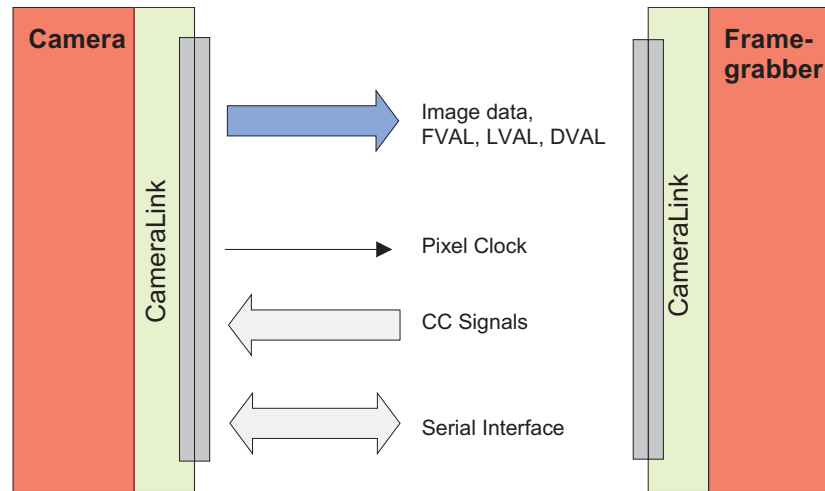 Camera
Frame-
grabber
Image data,
FVAL, LVAL, DVAL
CameraLink
CameraLink
Pixel Clock
CC Signals
Serial Interface